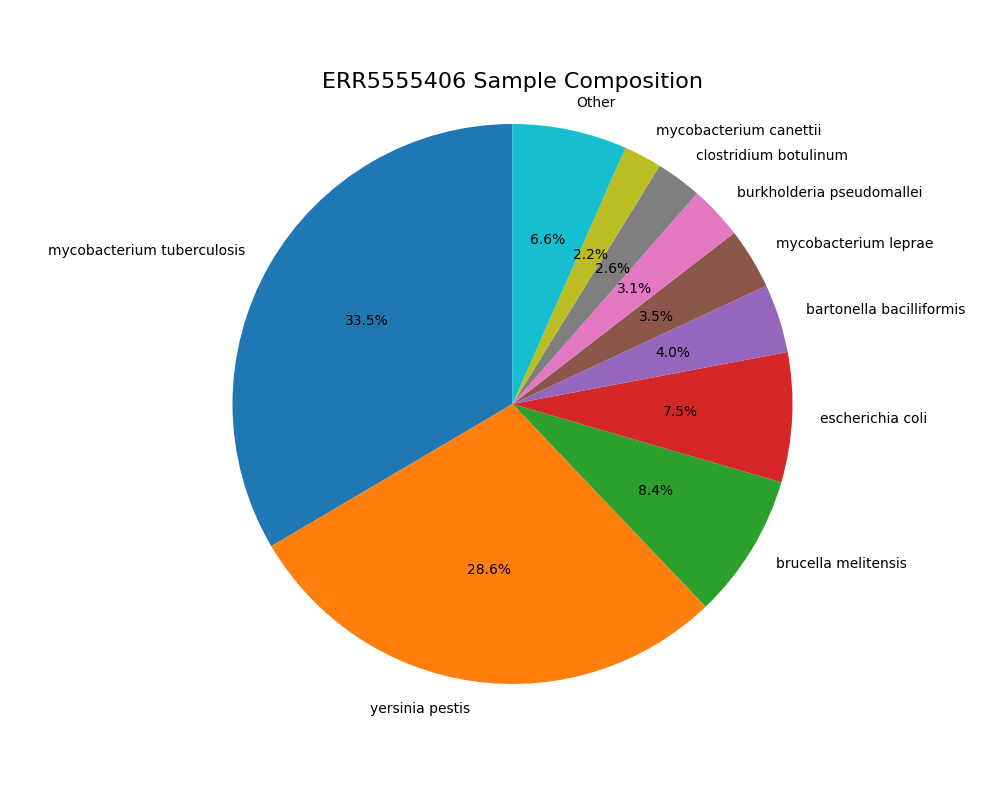 ERR5555406 Sample Composition
Other
mycobacterium canettii
clostridium botulinum
burkholderia pseudomallei
mycobacterium leprae
mycobacterium tuberculosis
bartonella bacilliformis
escherichia coli
brucella melitensis
yersinia pestis
6.6%
2.2%
2.6%
3.1%
3.5%
33.5%
4.0%
7.5%
8.4%
28.6%